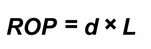 ROP = d × L